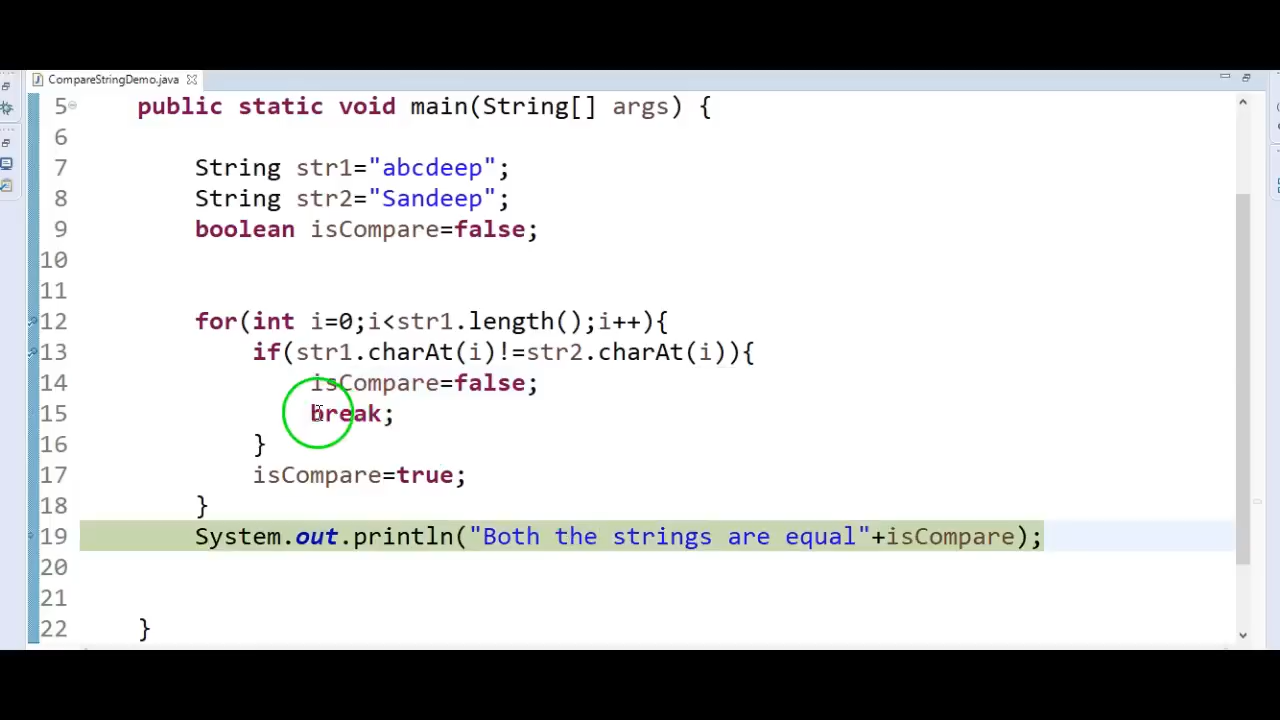 CompareStringDemo.java
5 public static void main(String[] args) {
6
7 String str1="abcdeep";
8 String str2="Sandeep";
9 boolean isCompare=false;
10
11
12 for(int i=0;i<str1.length();i++){
13 if(str1.charAt(i)!=str2.charAt(i)){
14 isCompare=false;
15 break;
16 }
17 isCompare=true;
18 }
19 System.out.println("Both the strings are equal"+isCompare);
20
21
22 }